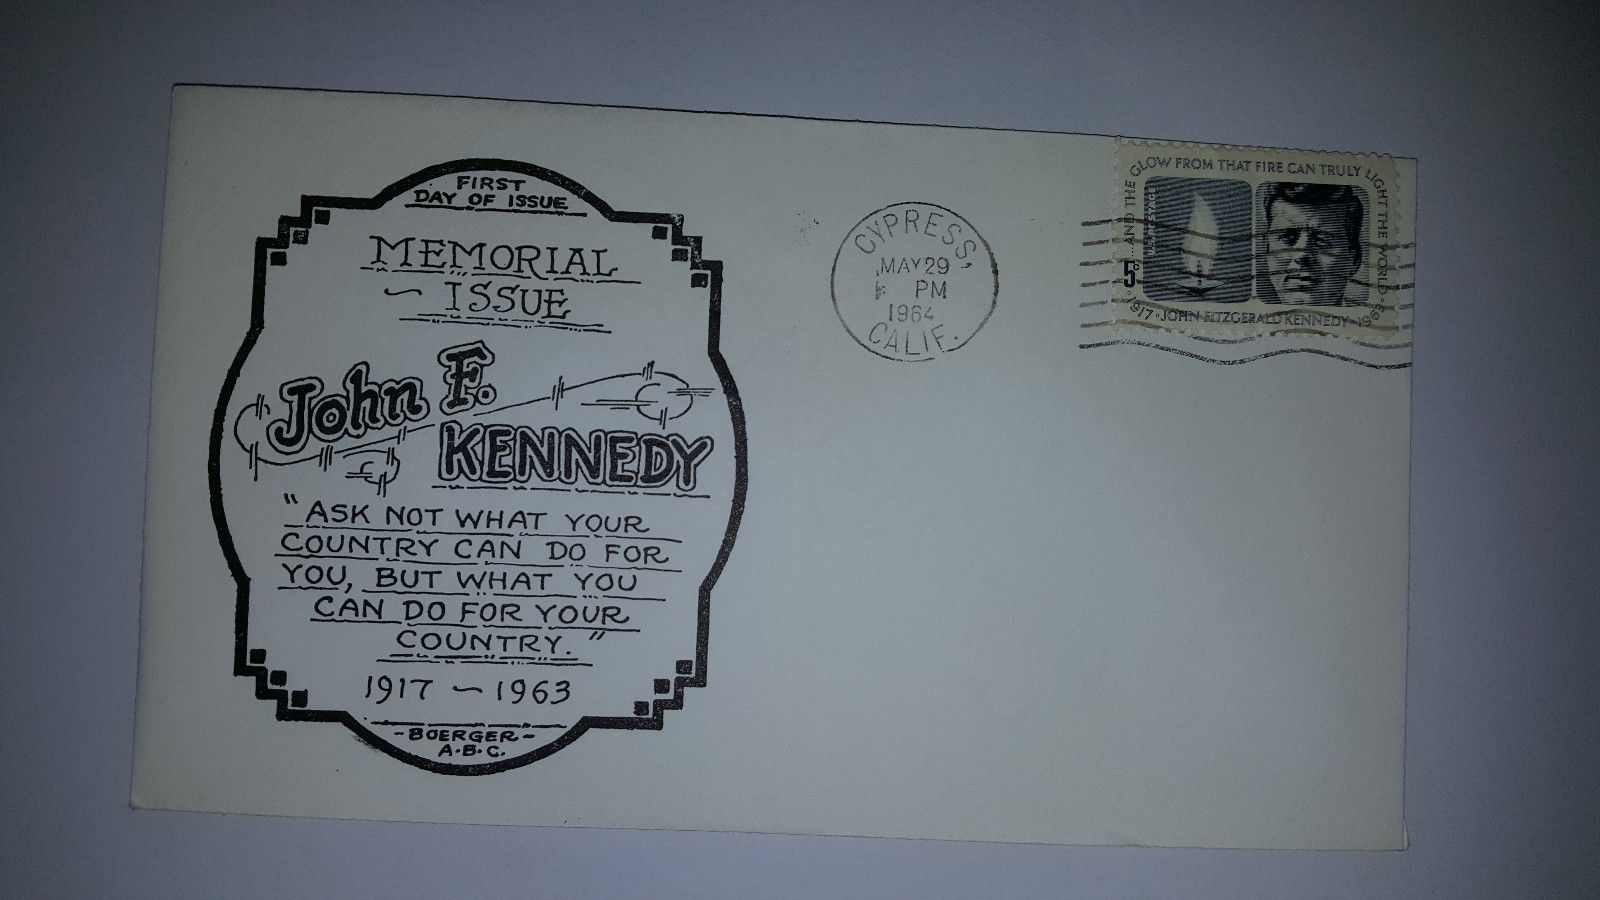 FIRST
DAY OF ISSUE
MEMORIAL
~ ISSUE
John F.
KENNEDY
"ASK NOT WHAT YOUR
COUNTRY CAN DO FOR
YOU, BUT WHAT YOU
CAN DO FOR YOUR
COUNTRY."
1917 ~ 1963
-BOERGER-
A·B·C.
CYPRESS,
MAY 29
PM
1964
CALIF.
...AND THE GLOW FROM THAT FIRE CAN TRULY LIGHT THE WORLD
5¢
1917·JOHN FITZGERALD KENNEDY·1963